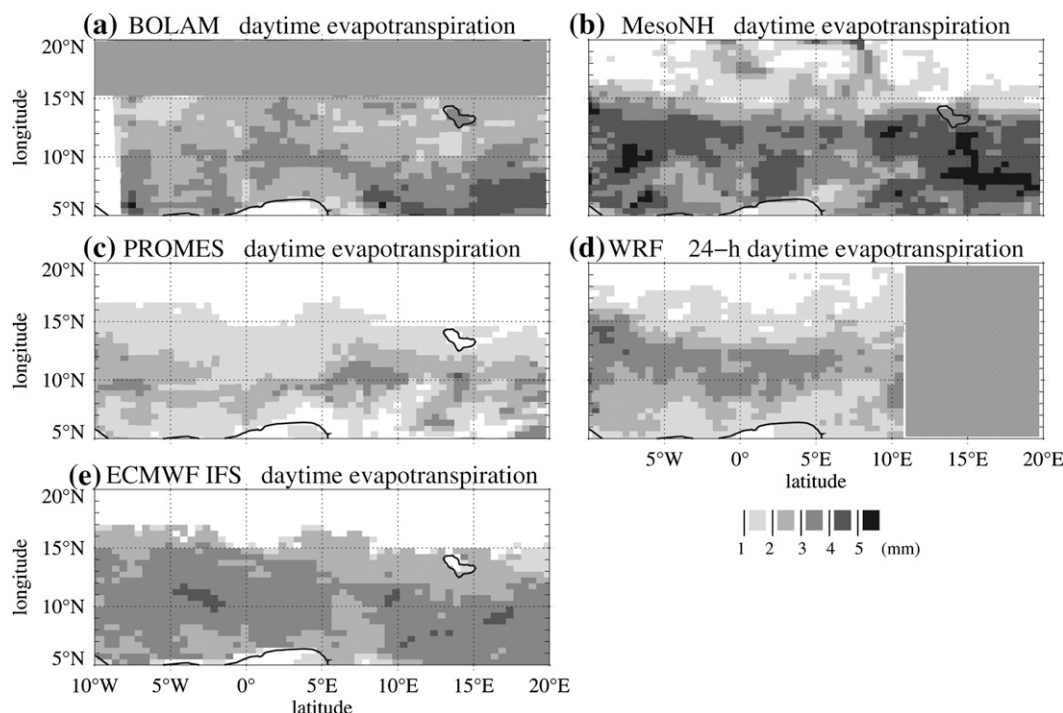 (a) BOLAM daytime evapotranspiration
20°N
15°N
10°N
5°N
longitude
(b) MesoNH daytime evapotranspiration
(c) PROMES daytime evapotranspiration
20°N
15°N
10°N
5°N
longitude
(d) WRF 24-h daytime evapotranspiration
5°W 0° 5°E 10°E 15°E 20°E
latitude
(e) ECMWF IFS daytime evapotranspiration
20°N
15°N
10°N
5°N
longitude
10°W 5°W 0° 5°E 10°E 15°E 20°E
latitude
1 2 3 4 5 (mm)